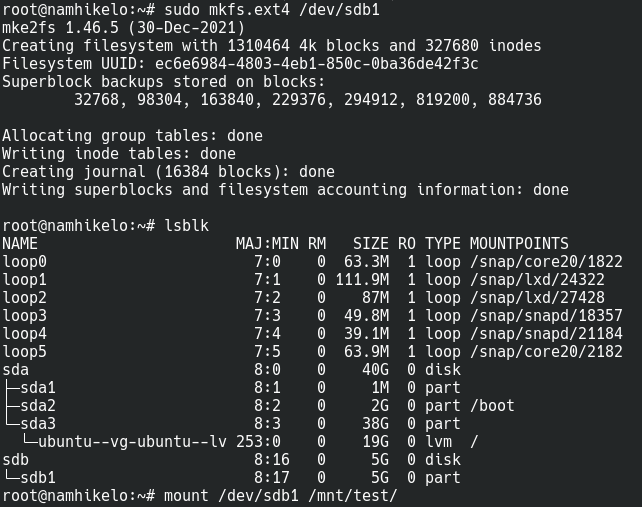 root@namhikelo:~# sudo mkfs.ext4 /dev/sdb1
mke2fs 1.46.5 (30-Dec-2021)
Creating filesystem with 1310464 4k blocks and 327680 inodes
Filesystem UUID: ec6e6984-4803-4eb1-850c-0ba36de42f3c
Superblock backups stored on blocks:
        32768, 98304, 163840, 229376, 294912, 819200, 884736

Allocating group tables: done
Writing inode tables: done
Creating journal (16384 blocks): done
Writing superblocks and filesystem accounting information: done

root@namhikelo:~# lsblk
NAME                      MAJ:MIN RM   SIZE RO TYPE MOUNTPOINTS
loop0                       7:0    0  63.3M  1 loop /snap/core20/1822
loop1                       7:1    0 111.9M  1 loop /snap/lxd/24322
loop2                       7:2    0    87M  1 loop /snap/lxd/27428
loop3                       7:3    0  49.8M  1 loop /snap/snapd/18357
loop4                       7:4    0  39.1M  1 loop /snap/snapd/21184
loop5                       7:5    0  63.9M  1 loop /snap/core20/2182
sda                         8:0    0    40G  0 disk
├─sda1                      8:1    0     1M  0 part
├─sda2                      8:2    0     2G  0 part /boot
└─sda3                      8:3    0    38G  0 part
  └─ubuntu--vg-ubuntu--lv 253:0    0    19G  0 lvm  /
sdb                         8:16   0     5G  0 disk
└─sdb1                      8:17   0     5G  0 part
root@namhikelo:~# mount /dev/sdb1 /mnt/test/